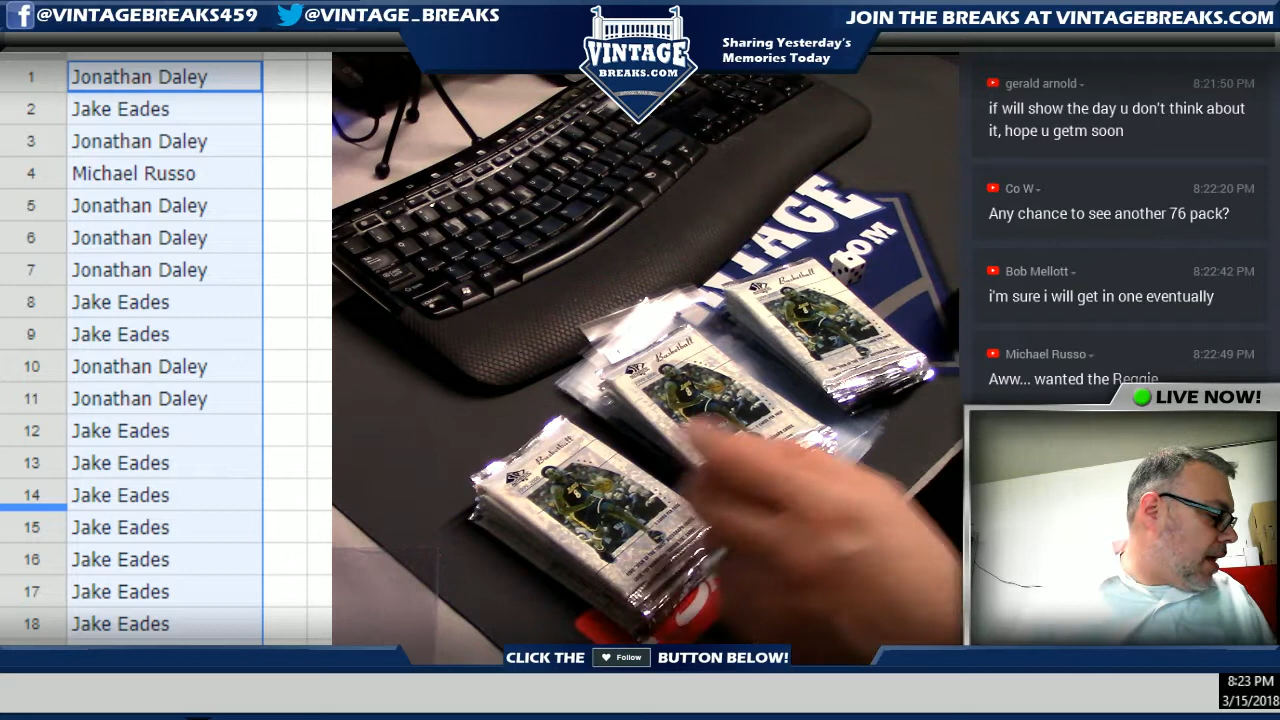 @VINTAGEBREAKS459
@VINTAGE_BREAKS
VINTAGE
BREAKS.COM
Sharing Yesterday's
Memories Today
JOIN THE BREAKS AT VINTAGEBREAKS.COM
1 Jonathan Daley
2 Jake Eades
3 Jonathan Daley
4 Michael Russo
5 Jonathan Daley
6 Jonathan Daley
7 Jonathan Daley
8 Jake Eades
9 Jake Eades
10 Jonathan Daley
11 Jonathan Daley
12 Jake Eades
13 Jake Eades
14 Jake Eades
15 Jake Eades
16 Jake Eades
17 Jake Eades
18 Jake Eades
Basketball
Basketball
Basketball
gerald arnold 8:21:50 PM
if will show the day u don't think about
it, hope u getm soon
Co W 8:22:20 PM
Any chance to see another 76 pack?
Bob Mellott 8:22:42 PM
i'm sure i will get in one eventually
Michael Russo 8:22:49 PM
Aww... wanted the Reggie
LIVE NOW!
CLICK THE Follow BUTTON BELOW!
8:23 PM
3/15/2018